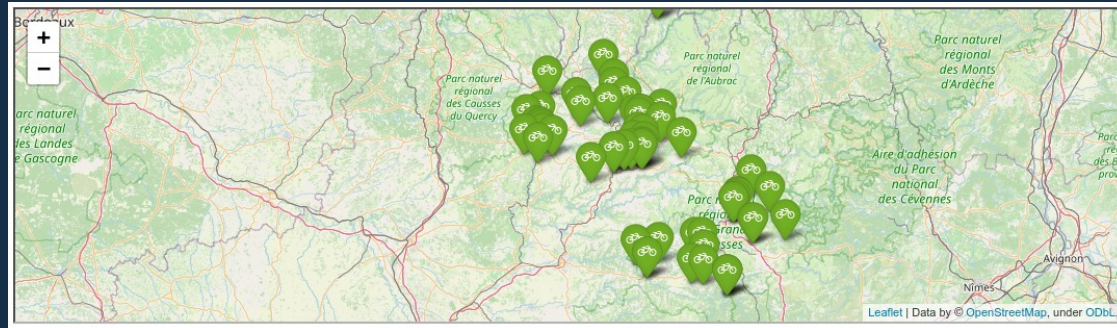 Bordeaux
+
−
Parc naturel
régional
des Causses
du Quercy
Parc naturel
régional
de l'Aubrac
Parc naturel
régional
des Monts
d'Ardèche
arc naturel
régional
des Landes
e Gascogne
Aire d'adhésion
du Parc
national
des Cévennes
Avignon
Nîmes
Leaflet | Data by © OpenStreetMap, under ODbL